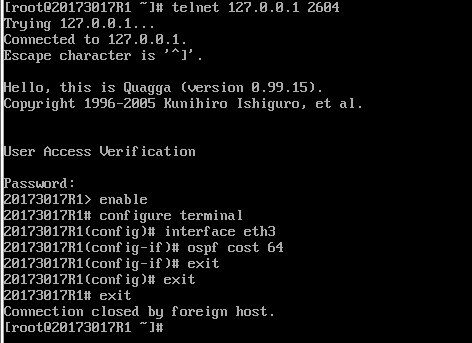 [root@20173017R1 ~]# telnet 127.0.0.1 2604
Trying 127.0.0.1...
Connected to 127.0.0.1.
Escape character is '^]'.
Hello, this is Quagga (version 0.99.15).
Copyright 1996-2005 Kunihiro Ishiguro, et al.
User Access Verification
Password:
20173017R1> enable
20173017R1# configure terminal
20173017R1(config)# interface eth3
20173017R1(config-if)# ospf cost 64
20173017R1(config-if)# exit
20173017R1(config)# exit
20173017R1# exit
Connection closed by foreign host.
[root@20173017R1 ~]#